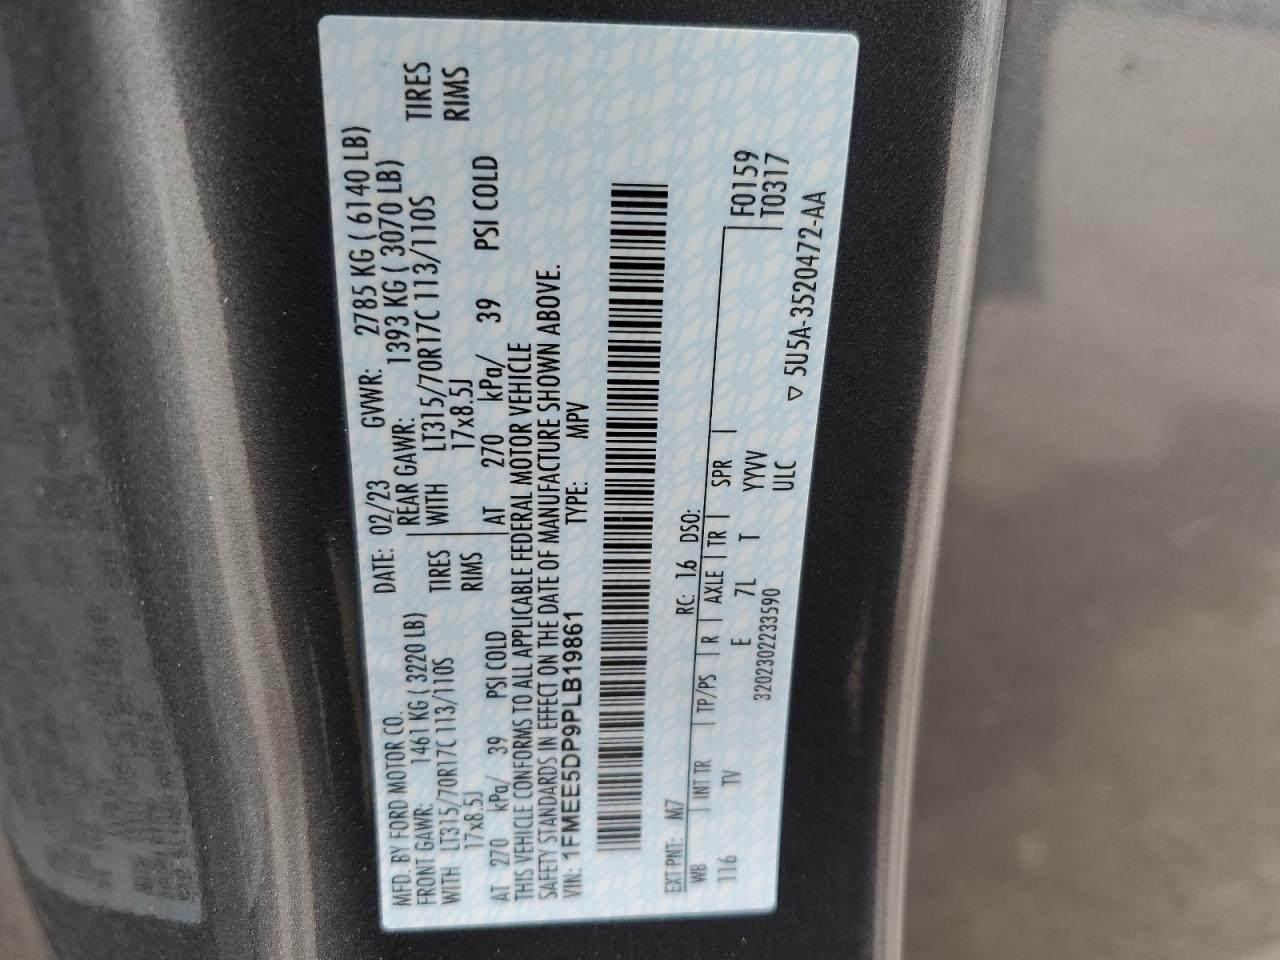 MFD. BY FORD MOTOR CO. DATE: 02/23 GVWR: 2785 KG ( 6140 LB)
FRONT GAWR: 1461 KG ( 3220 LB) REAR GAWR: 1393 KG ( 3070 LB)
WITH LT315/70R17C 113/110S TIRES WITH LT315/70R17C 113/110S TIRES
17x8.5J RIMS 17x8.5J RIMS
AT 270 kPa/ 39 PSI COLD AT 270 kPa/ 39 PSI COLD
THIS VEHICLE CONFORMS TO ALL APPLICABLE FEDERAL MOTOR VEHICLE
SAFETY STANDARDS IN EFFECT ON THE DATE OF MANUFACTURE SHOWN ABOVE.
VIN: 1FMEE5DP9PLB19861 TYPE: MPV
EXT PNT: M7 RC: 16 DSO:
WB INT TR TP/PS R AXLE TR SPR F0159
116 TV E 7L T YYVV T0317
3202302233590 ULC
▽ 5U5A-3520472-AA